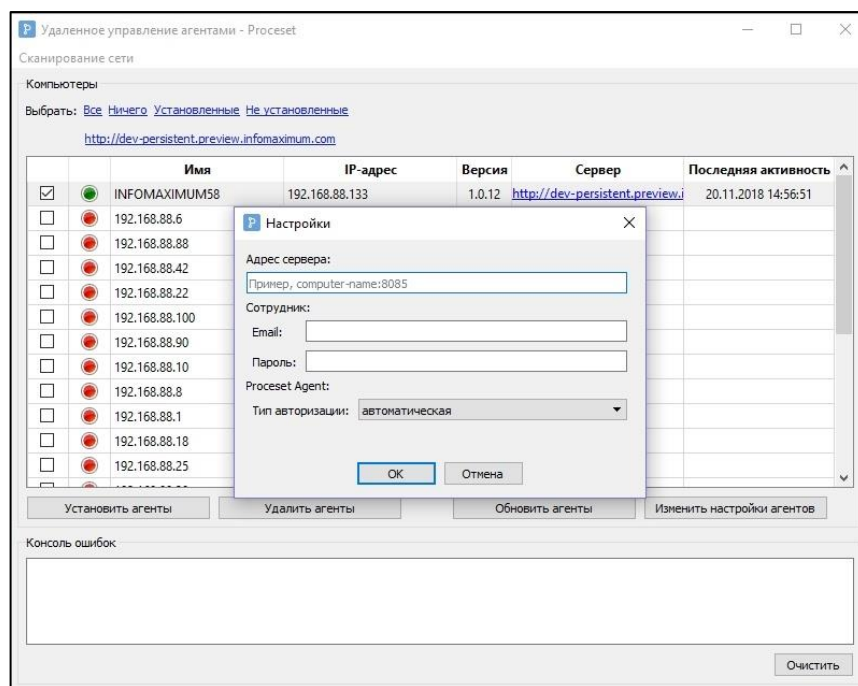 Удаленное управление агентами - Proceset
Сканирование сети
Компьютеры
Выбрать: Все Ничего Установленные Не установленные
http://dev-persistent.preview.infomaximum.com
Имя IP-адрес Версия Сервер Последняя активность
INFOMAXIMUM58 192.168.88.133 1.0.12 http://dev-persistent.preview.i 20.11.2018 14:56:51
192.168.88.6
192.168.88.88
192.168.88.42
192.168.88.22
192.168.88.100
192.168.88.90
192.168.88.10
192.168.88.8
192.168.88.1
192.168.88.18
192.168.88.25
Настройки
Адрес сервера:
Пример, computer-name:8085
Сотрудник:
Email:
Пароль:
Proceset Agent:
Тип авторизации: автоматическая
OK Отмена
Установить агенты Удалить агенты Обновить агенты Изменить настройки агентов
Консоль ошибок
Очистить